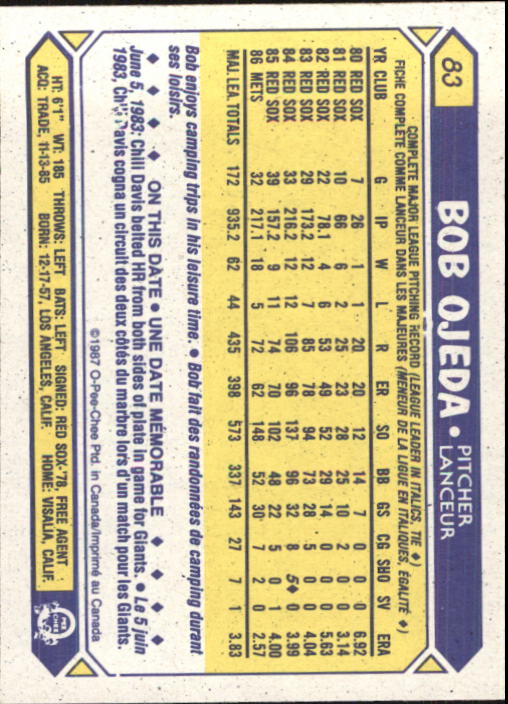 83
BOB OJEDA • PITCHER
LANCEUR
COMPLETE MAJOR LEAGUE PITCHING RECORD (LEAGUE LEADER IN ITALICS, TIE ♦)
FICHE COMPLETE COMME LANCEUR DANS LES MAJEURES (MENEUR DE LA LIGUE EN ITALIQUES, ÉGALITÉ ♦)
YR CLUB G IP W L R ER SO BB GS CG SHO SV ERA
80 RED SOX 7 26 1 1 20 20 12 14 7 0 0 0 6.92
81 RED SOX 10 66 6 2 25 23 28 25 10 2 0 0 3.14
82 RED SOX 22 78.1 4 6 53 49 52 29 14 0 0 0 5.63
83 RED SOX 29 173.2 12 7 85 78 94 73 28 5 0 0 4.04
84 RED SOX 33 216.2 12 12 106 96 137 96 32 8 5♦ 0 3.99
85 RED SOX 39 157.2 9 11 74 70 102 48 22 5 0 1 4.00
86 METS 32 217.1 18 5 72 62 148 52 30 7 2 0 2.57
MAJ. LEA. TOTALS 172 935.2 62 44 435 398 573 337 143 27 7 1 3.83
Bob enjoys camping trips in his leisure time. • Bob fait des randonnées de camping durant
ses loisirs.
♦ ♦ ♦ ♦ ON THIS DATE • UNE DATE MÉMORABLE ♦ ♦ ♦ ♦
June 5, 1983: Chili Davis belted HR from both sides of plate in game for Giants. • Le 5 juin
1983, Chili Davis cogna un circuit des deux côtés du marbre lors d'un match pour les Giants.
©1987 O-Pee-Chee Ptd. in Canada/Imprimé au Canada
HT: 6'1" WT: 185 THROWS: LEFT BATS: LEFT SIGNED: RED SOX-'78 FREE AGENT
ACQ: TRADE, 11-13-85 BORN: 12-17-57, LOS ANGELES, CALIF. HOME: VISALIA, CALIF.
O
PEE
CHEE